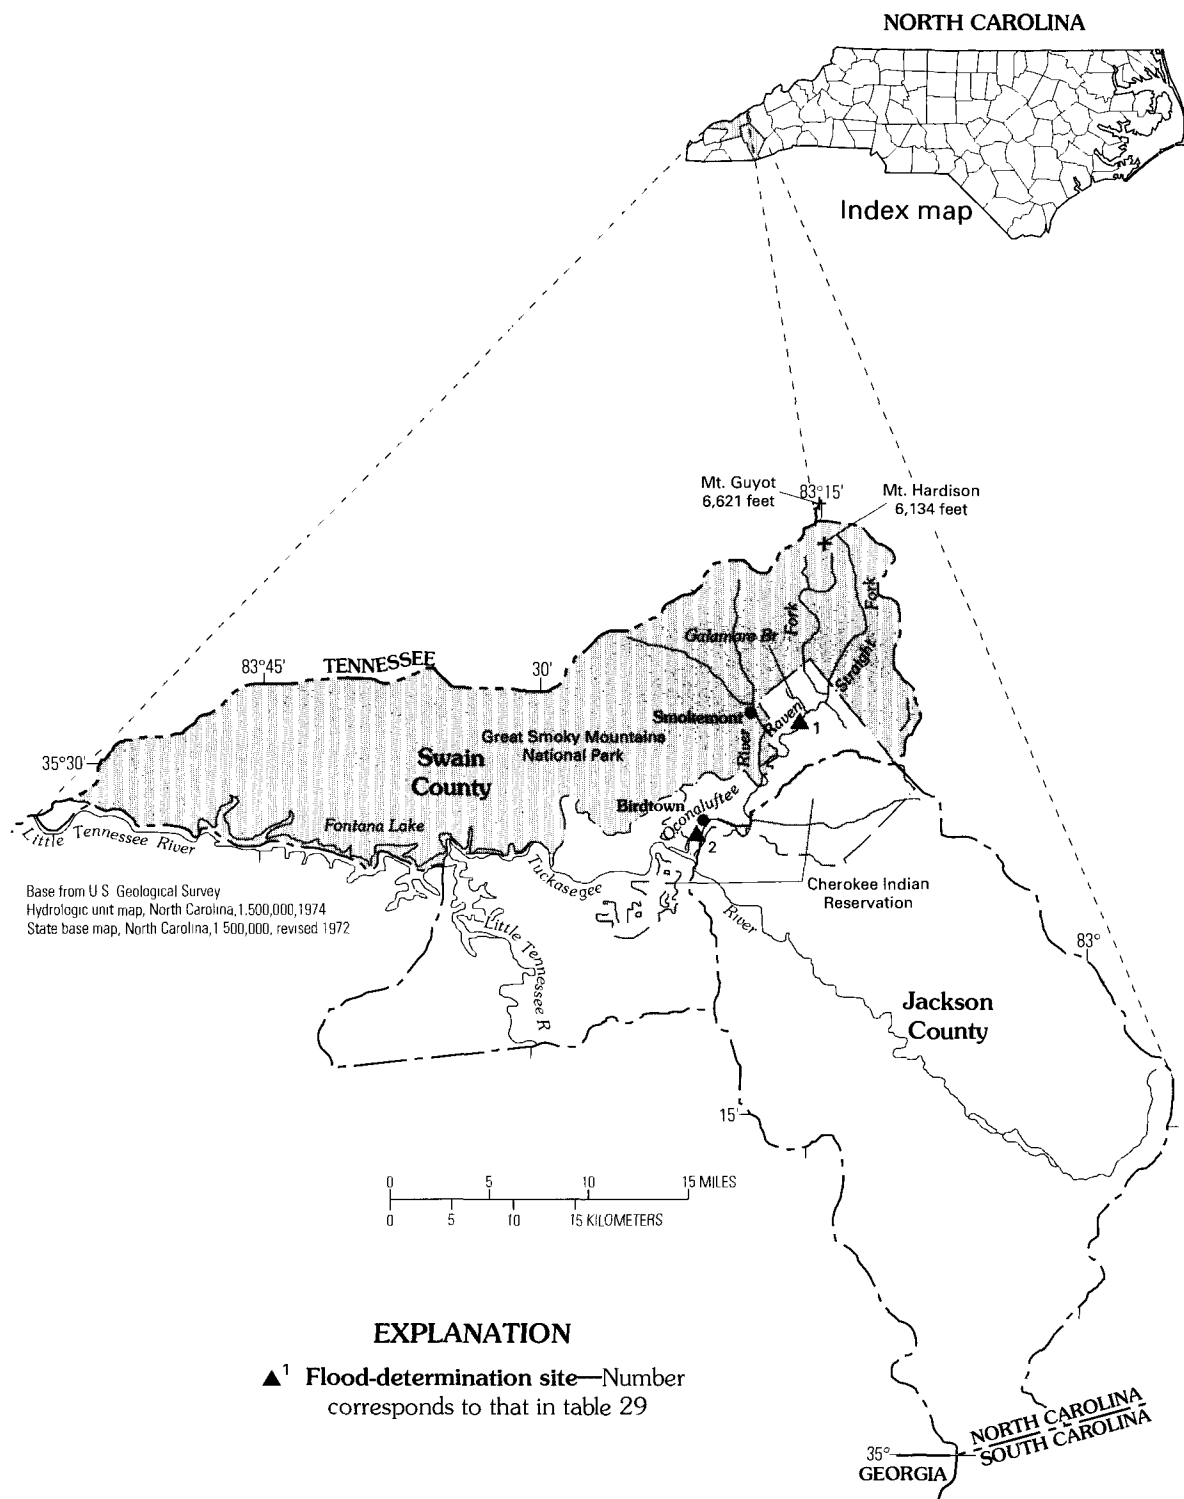 NORTH CAROLINA
Index map
Mt. Guyot
6,621 feet
83°15'
Mt. Hardison
6,134 feet
Fork
Fork
Galamore Br
Straight
83°45'
TENNESSEE
30'
Smokemont
Raven
1
River
Great Smoky Mountains
National Park
Swain
County
35°30'
Birdtown
Oconaluftee
2
Fontana Lake
Little Tennessee River
Tuckasegee
River
Cherokee Indian
Reservation
Base from U S Geological Survey
Hydrologic unit map, North Carolina, 1.500,000, 1974
State base map, North Carolina, 1 500,000, revised 1972
Little Tennessee R
83°
Jackson
County
15'
0 5 10 15 MILES
0 5 10 15 KILOMETERS
EXPLANATION
▲1 Flood-determination site—Number
corresponds to that in table 29
NORTH CAROLINA
SOUTH CAROLINA
35°
GEORGIA